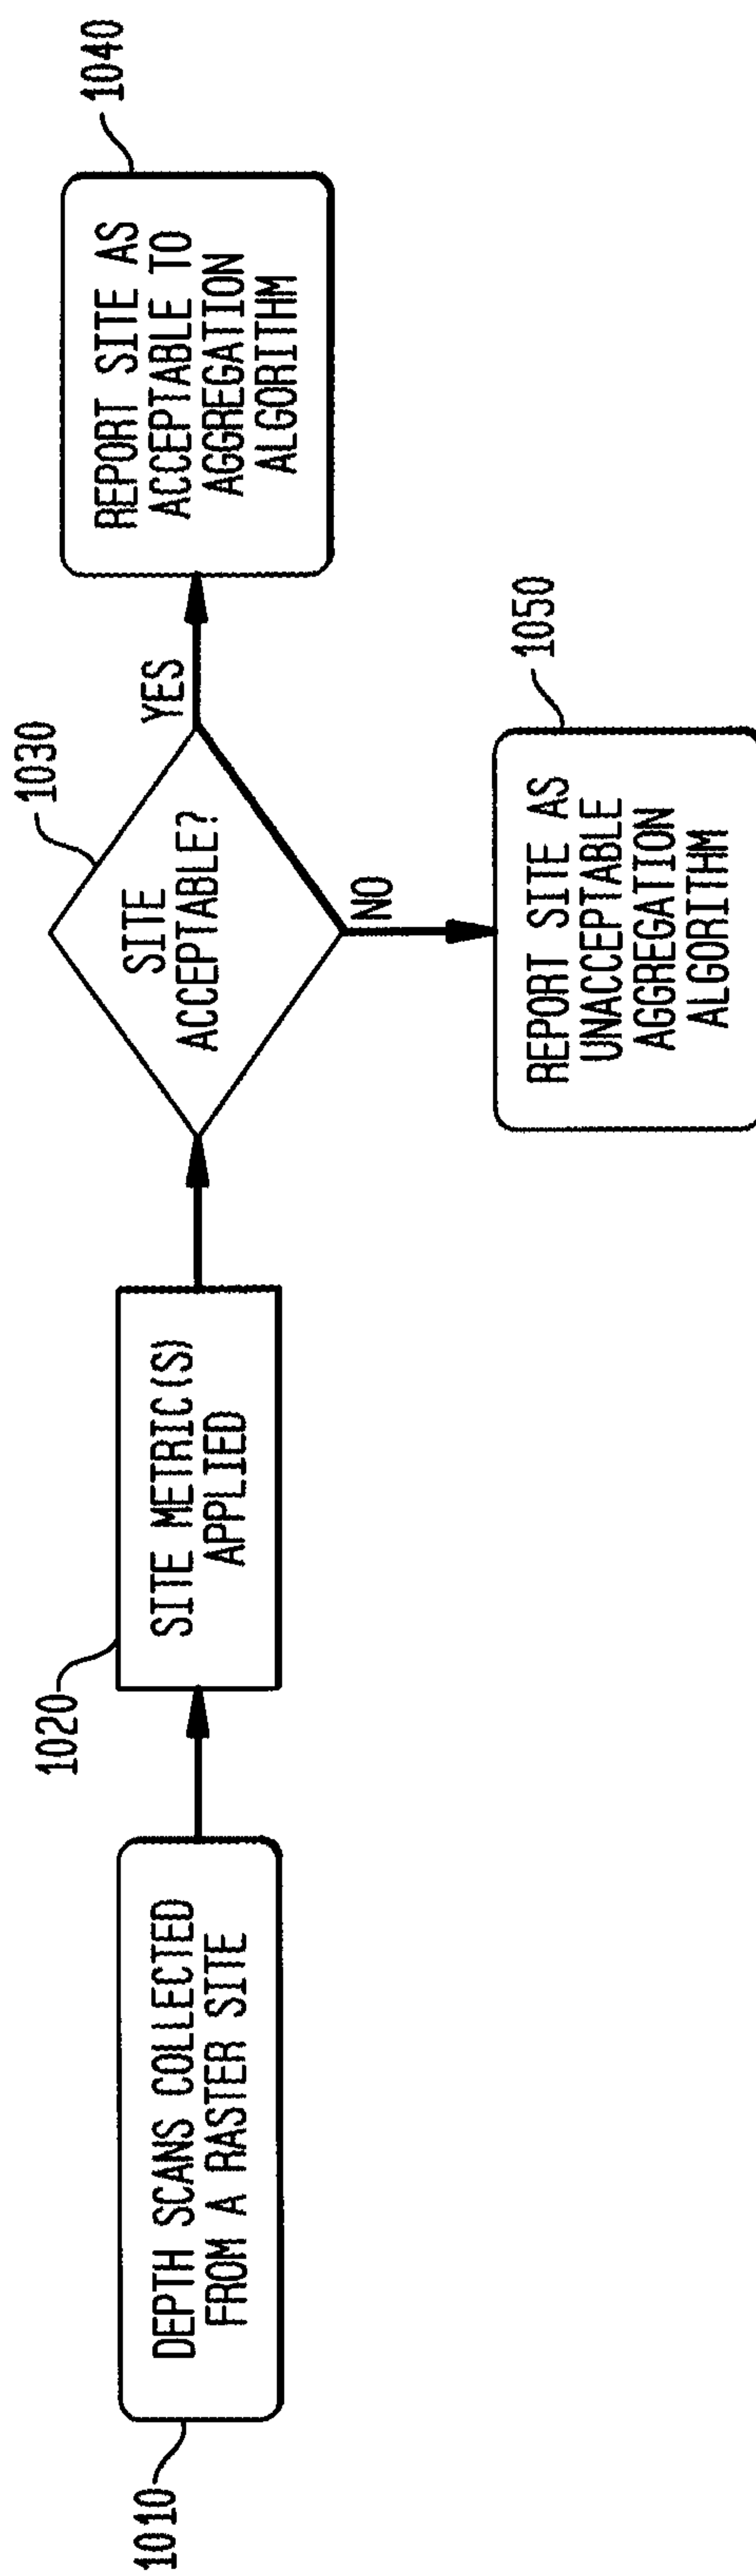 1010
DEPTH SCANS COLLECTED
FROM A RASTER SITE
1020
SITE METRIC(S)
APPLIED
1030
SITE
ACCEPTABLE?
YES
1040
REPORT SITE AS
ACCEPTABLE TO
AGGREGATION
ALGORITHM
NO
1050
REPORT SITE AS
UNACCEPTABLE
AGGREGATION
ALGORITHM